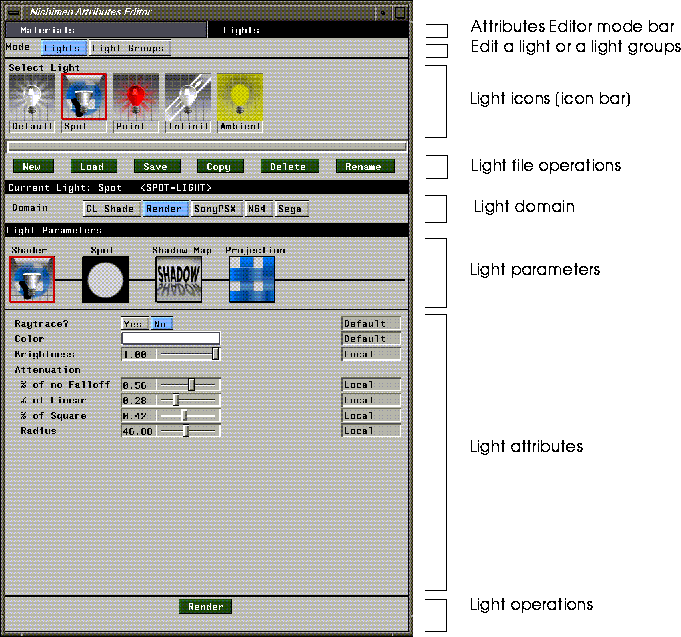 Nichimen Attributes Editor
Materials Lights
Attributes Editor mode bar
Mode Lights Light Groups
Edit a light or a light groups
Select Light
Default Spot Point Infinit Ambient
Light icons (icon bar)
New Load Save Copy Delete Rename
Light file operations
Current Light: Spot <SPOT-LIGHT>
Domain GL Shade Render SonyPSX N64 Sega
Light domain
Light Parameters
Shader Spot Shadow Map Projection
SHADOW
Light parameters
Raytrace? Yes No Default
Color Default
Brightness 1.00 Local
Attenuation
% of no Falloff 0.56 Local
% of Linear 0.28 Local
% of Square 0.42 Local
Radius 46.00 Local
Light attributes
Render
Light operations